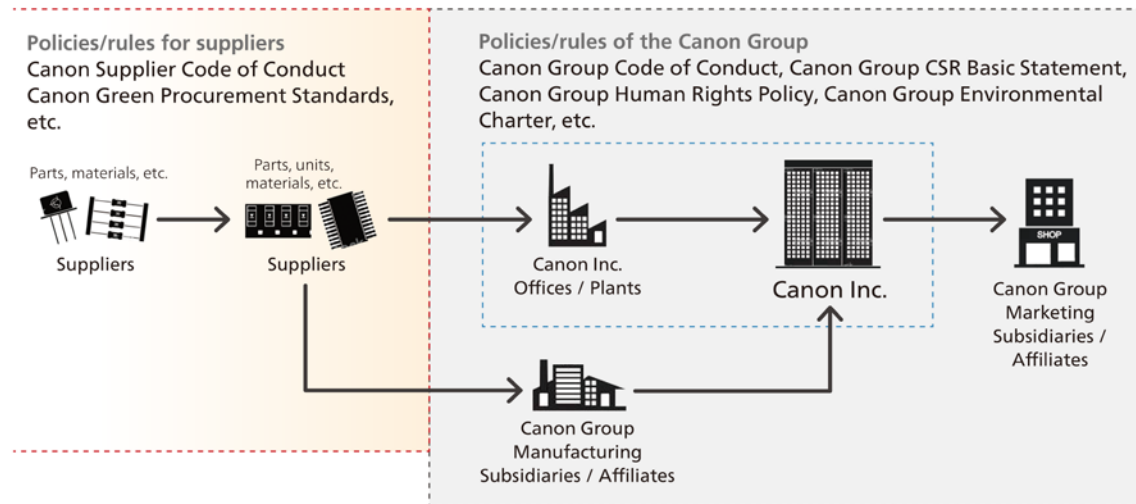 Policies/rules for suppliers
Canon Supplier Code of Conduct
Canon Green Procurement Standards,
etc.
Policies/rules of the Canon Group
Canon Group Code of Conduct, Canon Group CSR Basic Statement,
Canon Group Human Rights Policy, Canon Group Environmental
Charter, etc.
Parts, materials, etc.
Suppliers
Parts, units,
materials, etc.
Suppliers
Canon Inc.
Offices / Plants
Canon Inc.
SHOP
Canon Group
Marketing
Subsidiaries /
Affiliates
Canon Group
Manufacturing
Subsidiaries / Affiliates